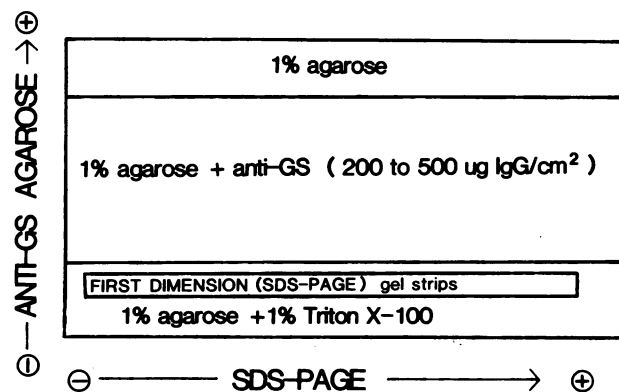 1% agarose
1% agarose + anti-GS ( 200 to 500 ug IgG/cm²)
FIRST DIMENSION (SDS-PAGE) gel strips
1% agarose +1% Triton X-100
⊖ — ANTI-GS AGAROSE → ⊕
⊖ — SDS-PAGE → ⊕